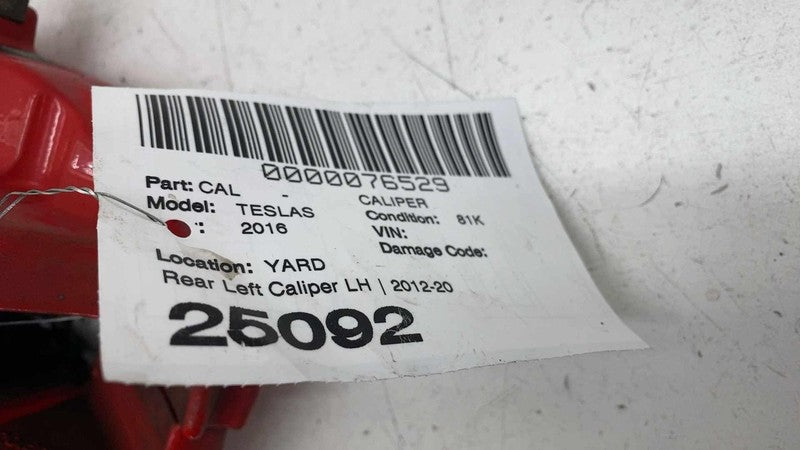 0000076529
Part: CAL - CALIPER
Model: TESLAS Condition: 81K
: 2016 VIN:
Damage Code:
Location: YARD
Rear Left Caliper LH | 2012-20
25092